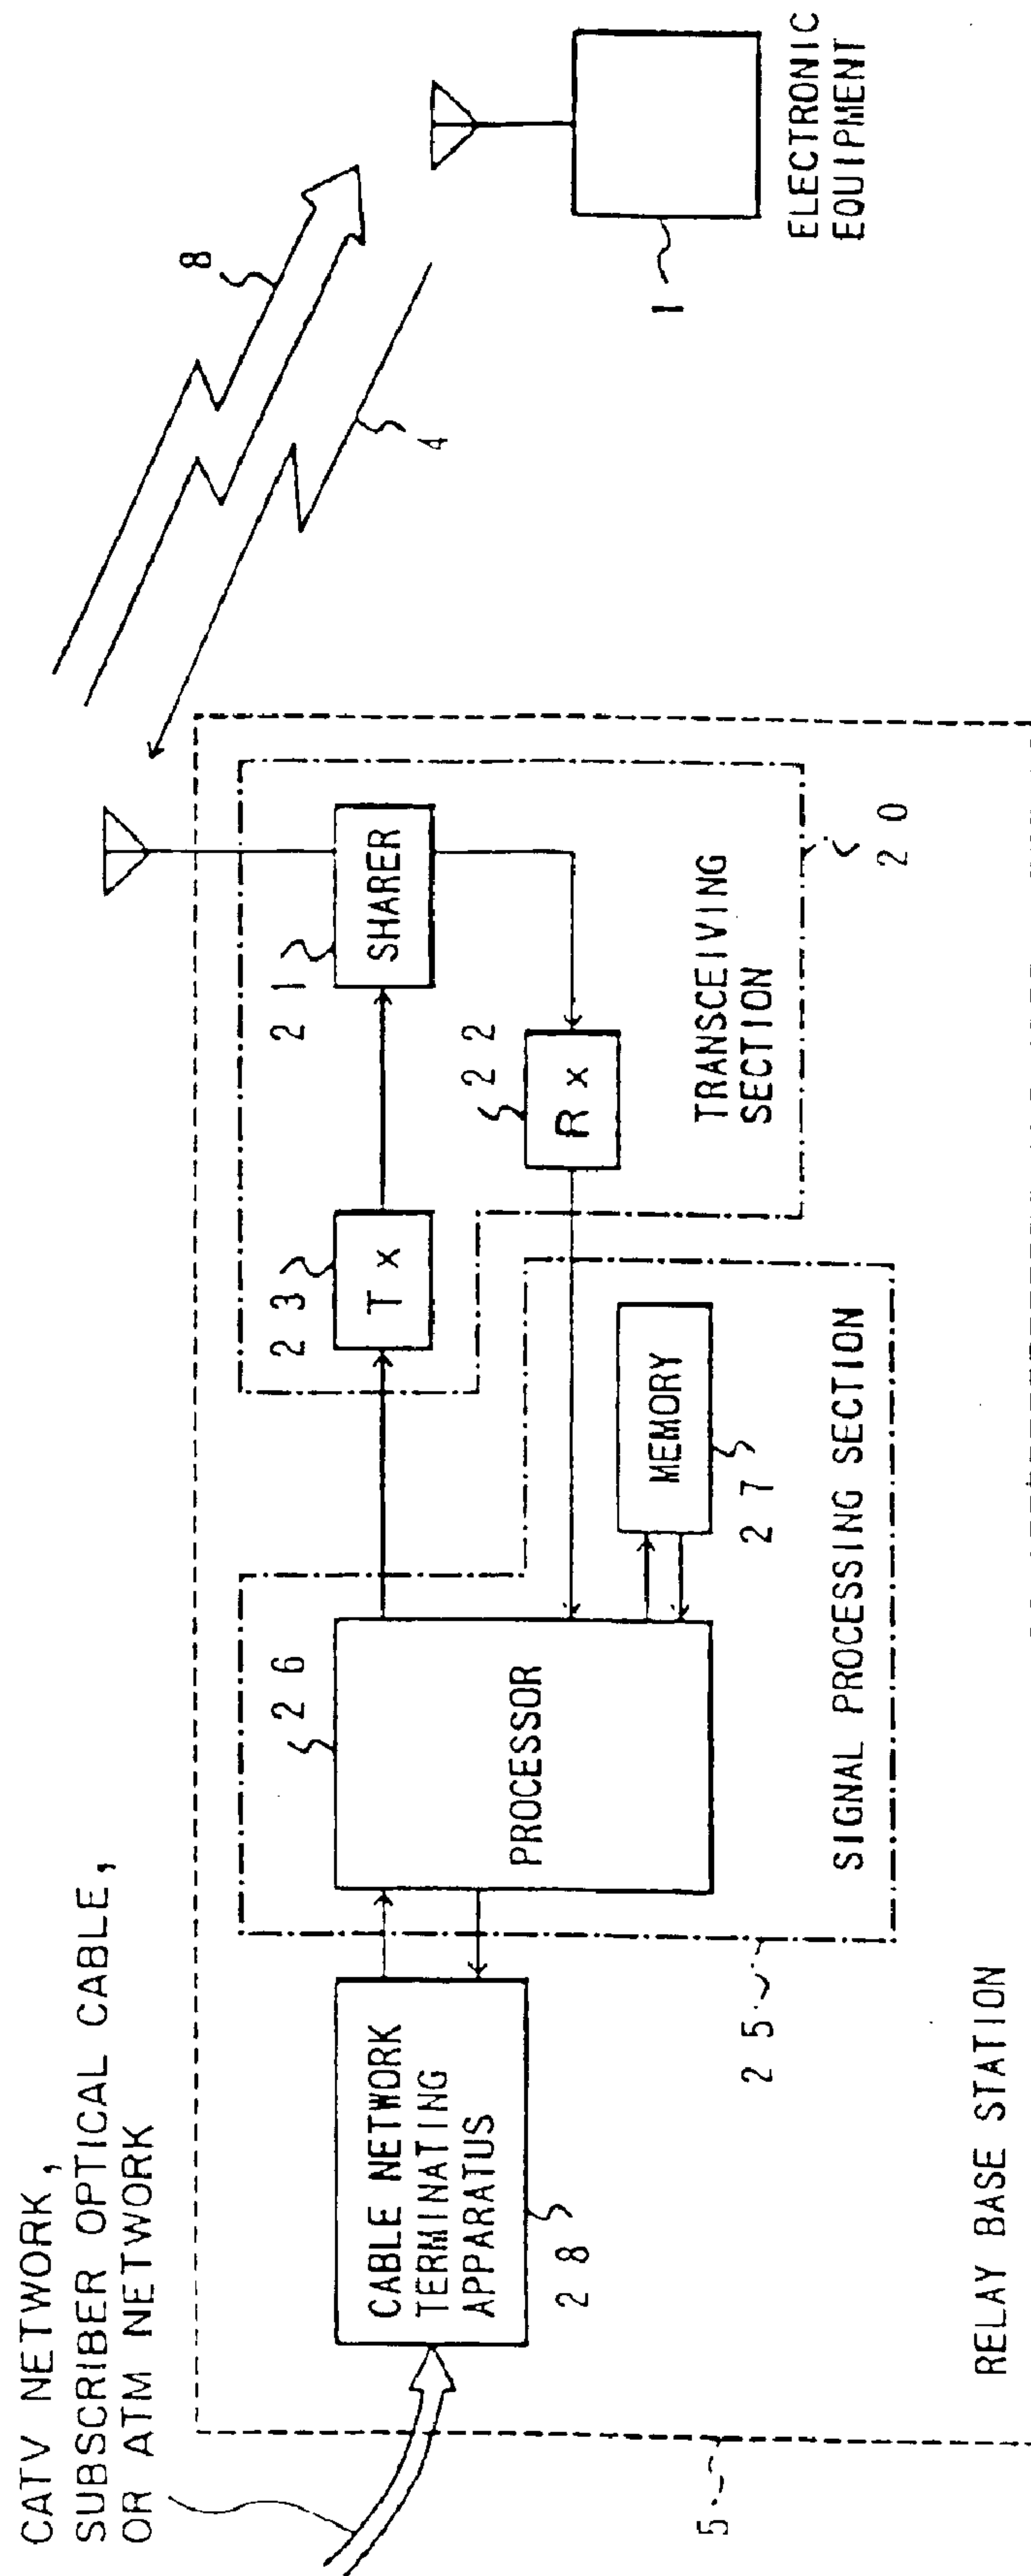 CATV NETWORK,
SUBSCRIBER OPTICAL CABLE,
OR ATM NETWORK
5
CABLE NETWORK
TERMINATING
APPARATUS
28
26
PROCESSOR
MEMORY
27
25
SIGNAL PROCESSING SECTION
RELAY BASE STATION
23
Tx
21
SHARER
22
Rx
TRANSCEIVING
SECTION
20
8
4
1
ELECTRONIC
EQUIPMENT